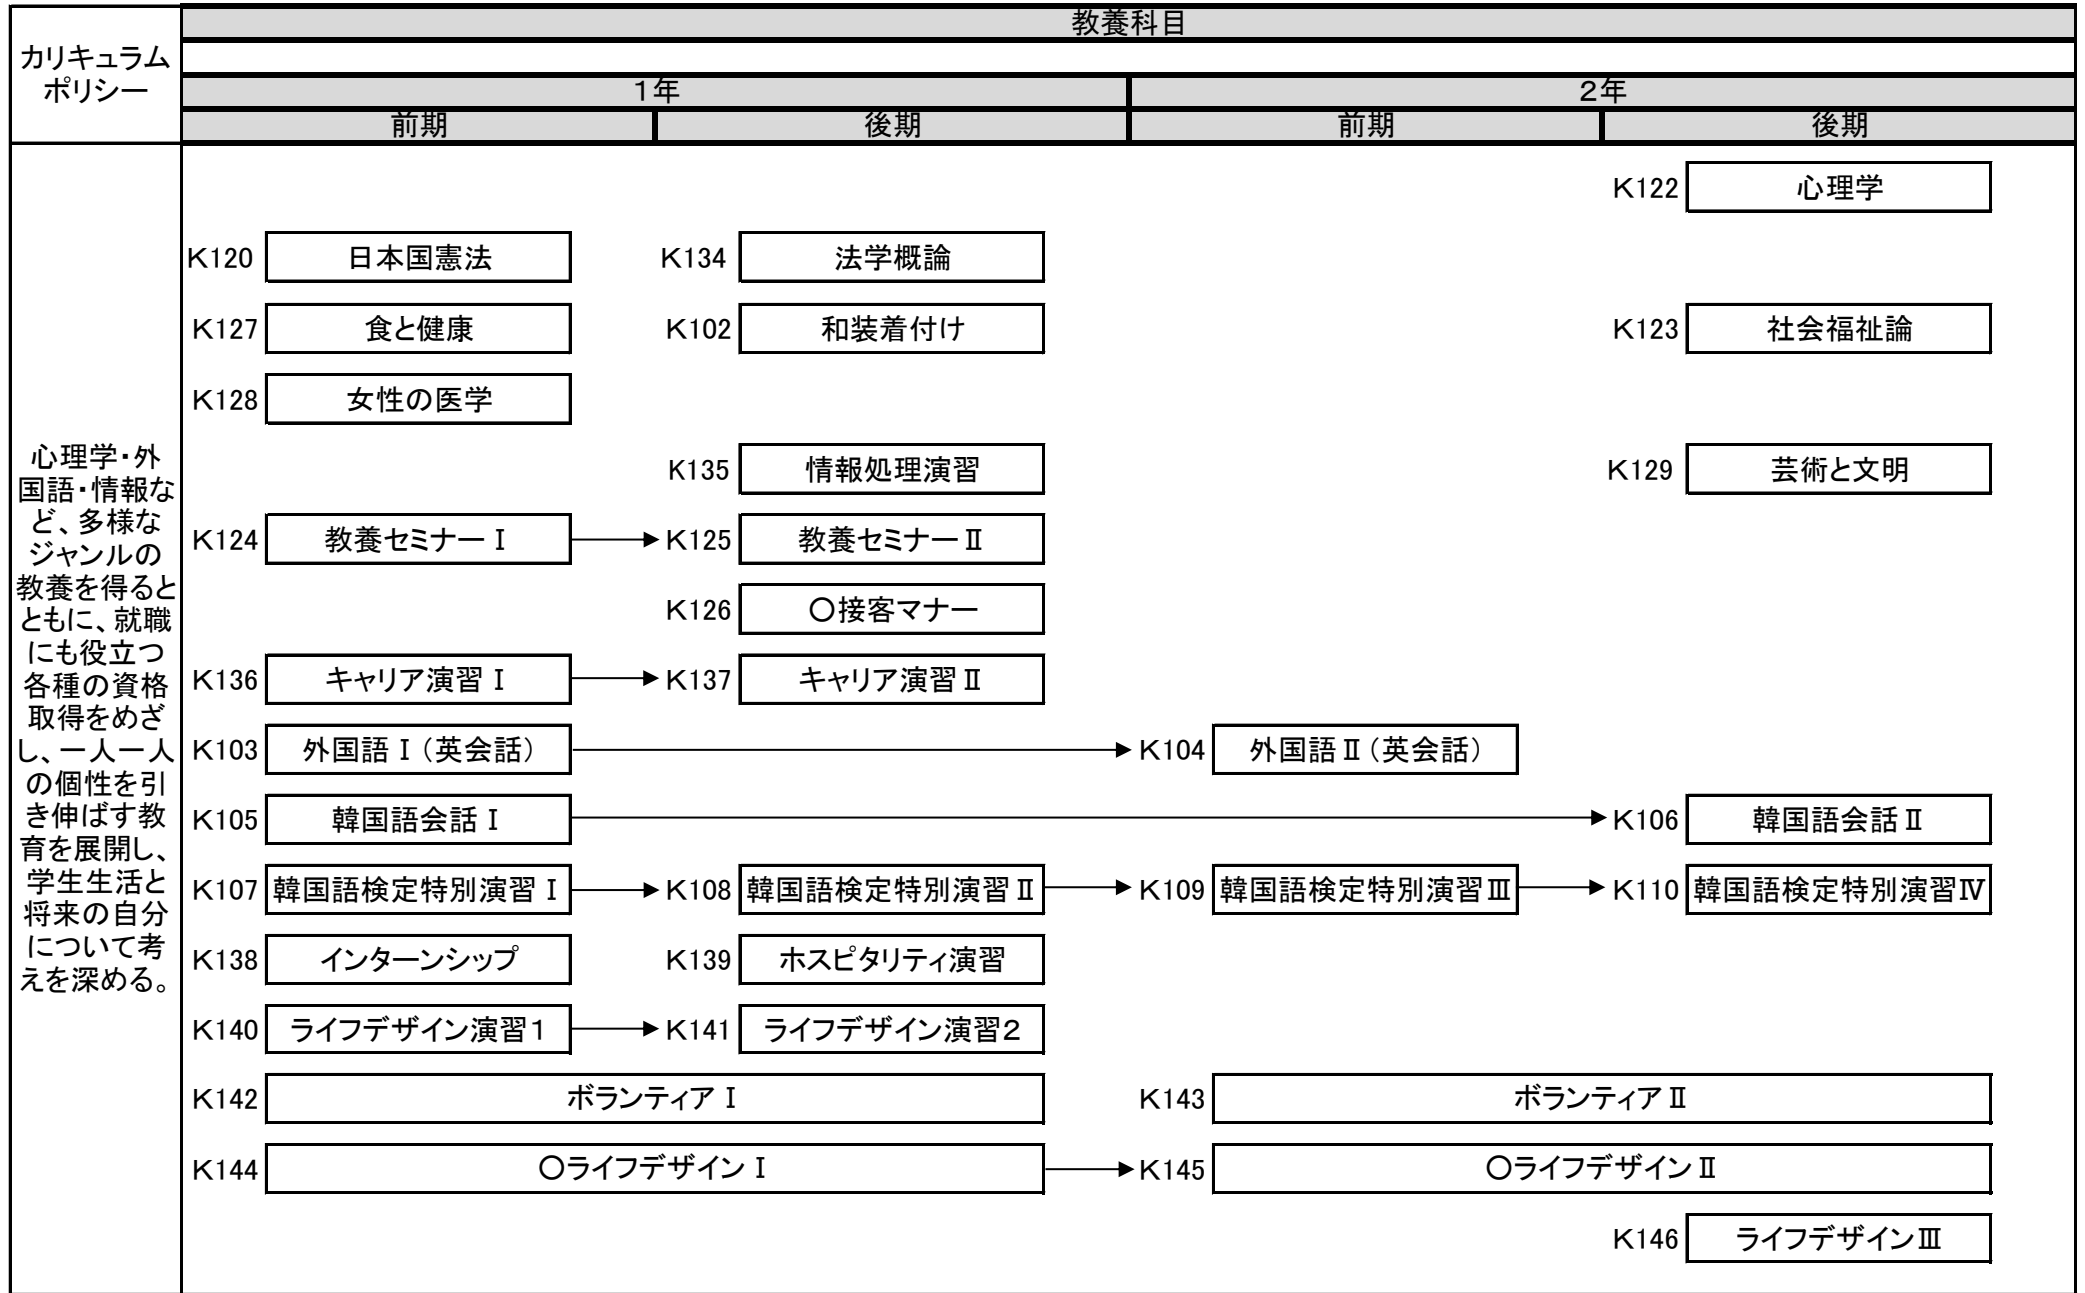 教養科目
カリキュラム
ポリシー
１年 ２年
前期 後期 前期 後期
K122 心理学
K120 日本国憲法 K134 法学概論
K127 食と健康 K102 和装着付け K123 社会福祉論
K128 女性の医学
K135 情報処理演習 K129 芸術と文明
K124 教養セミナーⅠ K125 教養セミナーⅡ
K126 〇接客マナー
K136 キャリア演習Ⅰ K137 キャリア演習Ⅱ
K103 外国語Ⅰ（英会話） K104 外国語Ⅱ（英会話）
K105 韓国語会話Ⅰ K106 韓国語会話Ⅱ
K107 韓国語検定特別演習Ⅰ K108 韓国語検定特別演習Ⅱ K109 韓国語検定特別演習Ⅲ K110 韓国語検定特別演習Ⅳ
K138 インターンシップ K139 ホスピタリティ演習
K140 ライフデザイン演習１ K141 ライフデザイン演習２
K142 ボランティアⅠ K143 ボランティアⅡ
K144 〇ライフデザインⅠ K145 〇ライフデザインⅡ
K146 ライフデザインⅢ
心理学・外
国語・情報な
ど、多様な
ジャンルの
教養を得ると
ともに、就職
にも役立つ
各種の資格
取得をめざ
し、一人一人
の個性を引
き伸ばす教
育を展開し、
学生生活と
将来の自分
について考
えを深める。